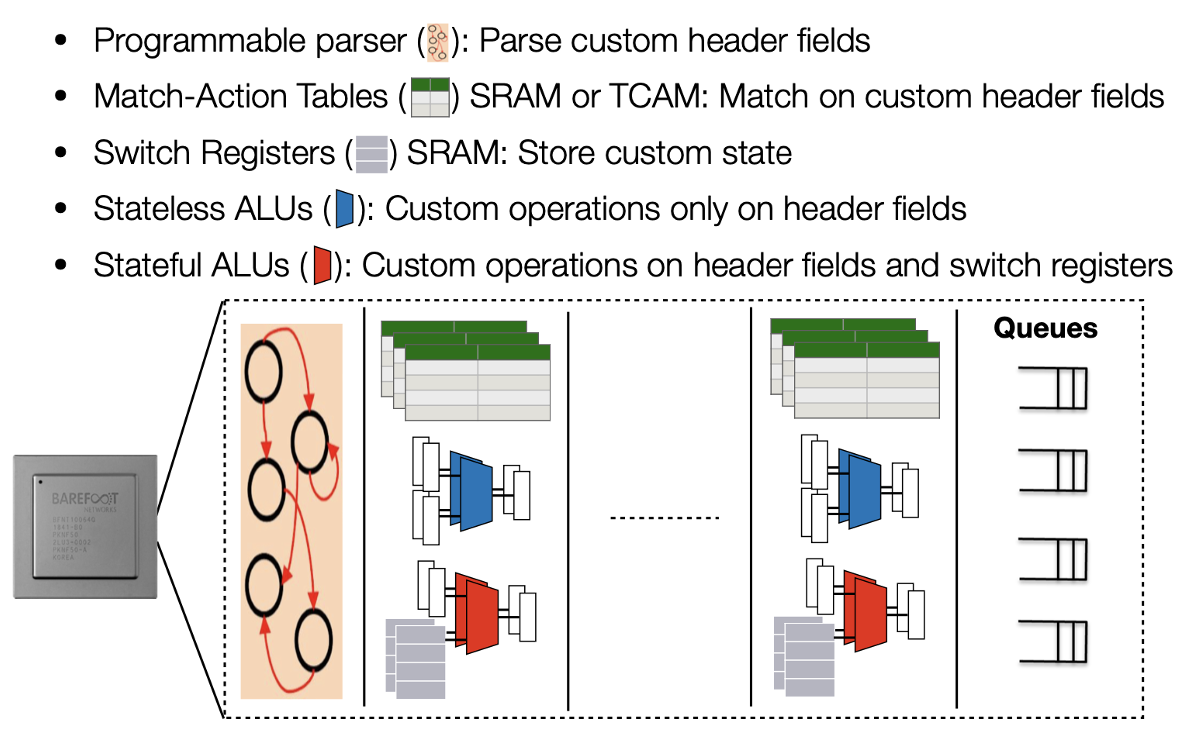 • Programmable parser ( ): Parse custom header fields
• Match-Action Tables ( ) SRAM or TCAM: Match on custom header fields
• Switch Registers ( ) SRAM: Store custom state
• Stateless ALUs ( ): Custom operations only on header fields
• Stateful ALUs ( ): Custom operations on header fields and switch registers
Queues
BAREFOOT
NETWORKS
KOREA